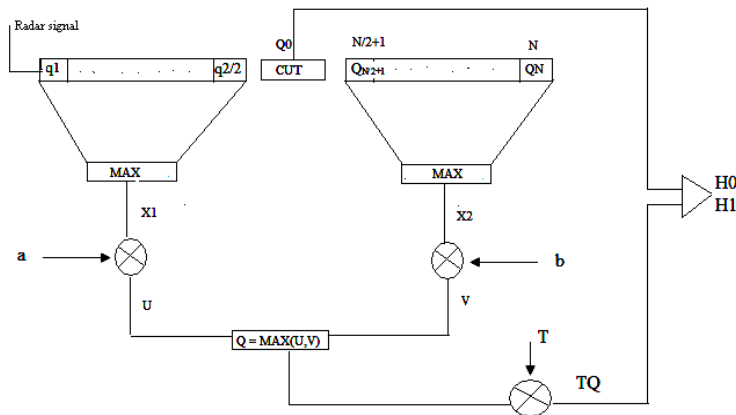 Radar signal
Q0
N/2+1
N
q1 . . . . . . q2/2
CUT
QN/2+1 . . . . . QN
MAX
MAX
X1
X2
H0
H1
a
b
U
V
Q = MAX(U,V)
T
TQ